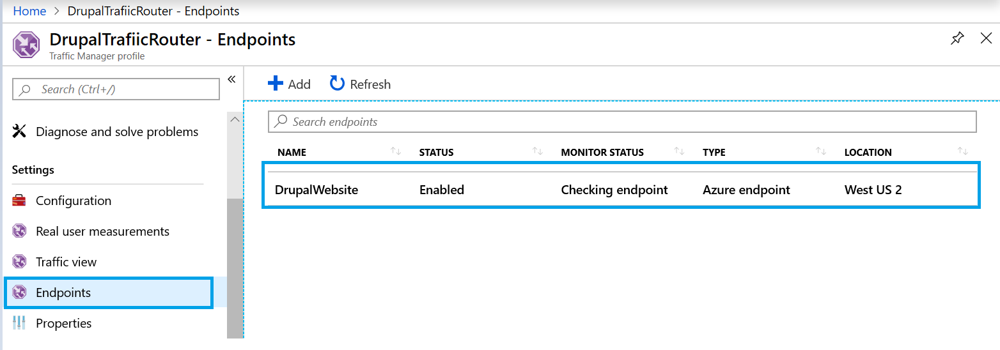 Home > DrupalTrafiicRouter - Endpoints
DrupalTrafiicRouter - Endpoints
Traffic Manager profile
Search (Ctrl+/)
«
Add Refresh
Search endpoints
Diagnose and solve problems
NAME STATUS MONITOR STATUS TYPE LOCATION
Settings
DrupalWebsite Enabled Checking endpoint Azure endpoint West US 2
Configuration
Real user measurements
Traffic view
Endpoints
Properties